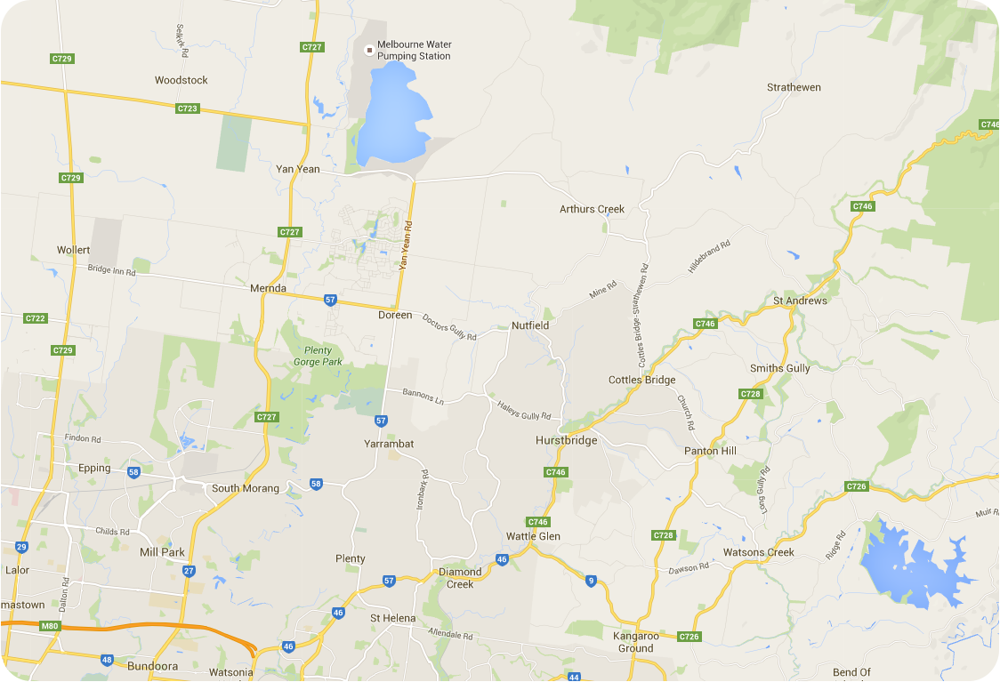 Selkirk Rd
C727
Melbourne Water
Pumping Station
C729
Woodstock
Strathewen
C723
C746
Yan Yean
C729
Arthurs Creek
C746
C727
Yan Yean Rd
Wollert
Hildebrand Rd
Bridge Inn Rd
Mernda
Mine Rd
Cottles Bridge-Strathewen Rd
57
St Andrews
C722
Doreen
Doctors Gully Rd
Nutfield
C746
C729
Plenty
Gorge Park
Smiths Gully
Cottles Bridge
Bannons Ln
C728
C727
57
Haleys Gully Rd
Church Rd
Findon Rd
Yarrambat
Hurstbridge
Panton Hill
Epping
58
C746
South Morang
58
Ironbark Rd
Long Gully Rd
C726
C746
Muir R
Childs Rd
Wattle Glen
C728
Ridge Rd
29
Mill Park
Plenty
46
Watsons Creek
Lalor
27
Diamond
Creek
Dawson Rd
57
9
Dalton Rd
mastown
46
St Helena
M80
Allendale Rd
C726
Kangaroo
Ground
46
48
Bundoora
Watsonia
44
Bend Of